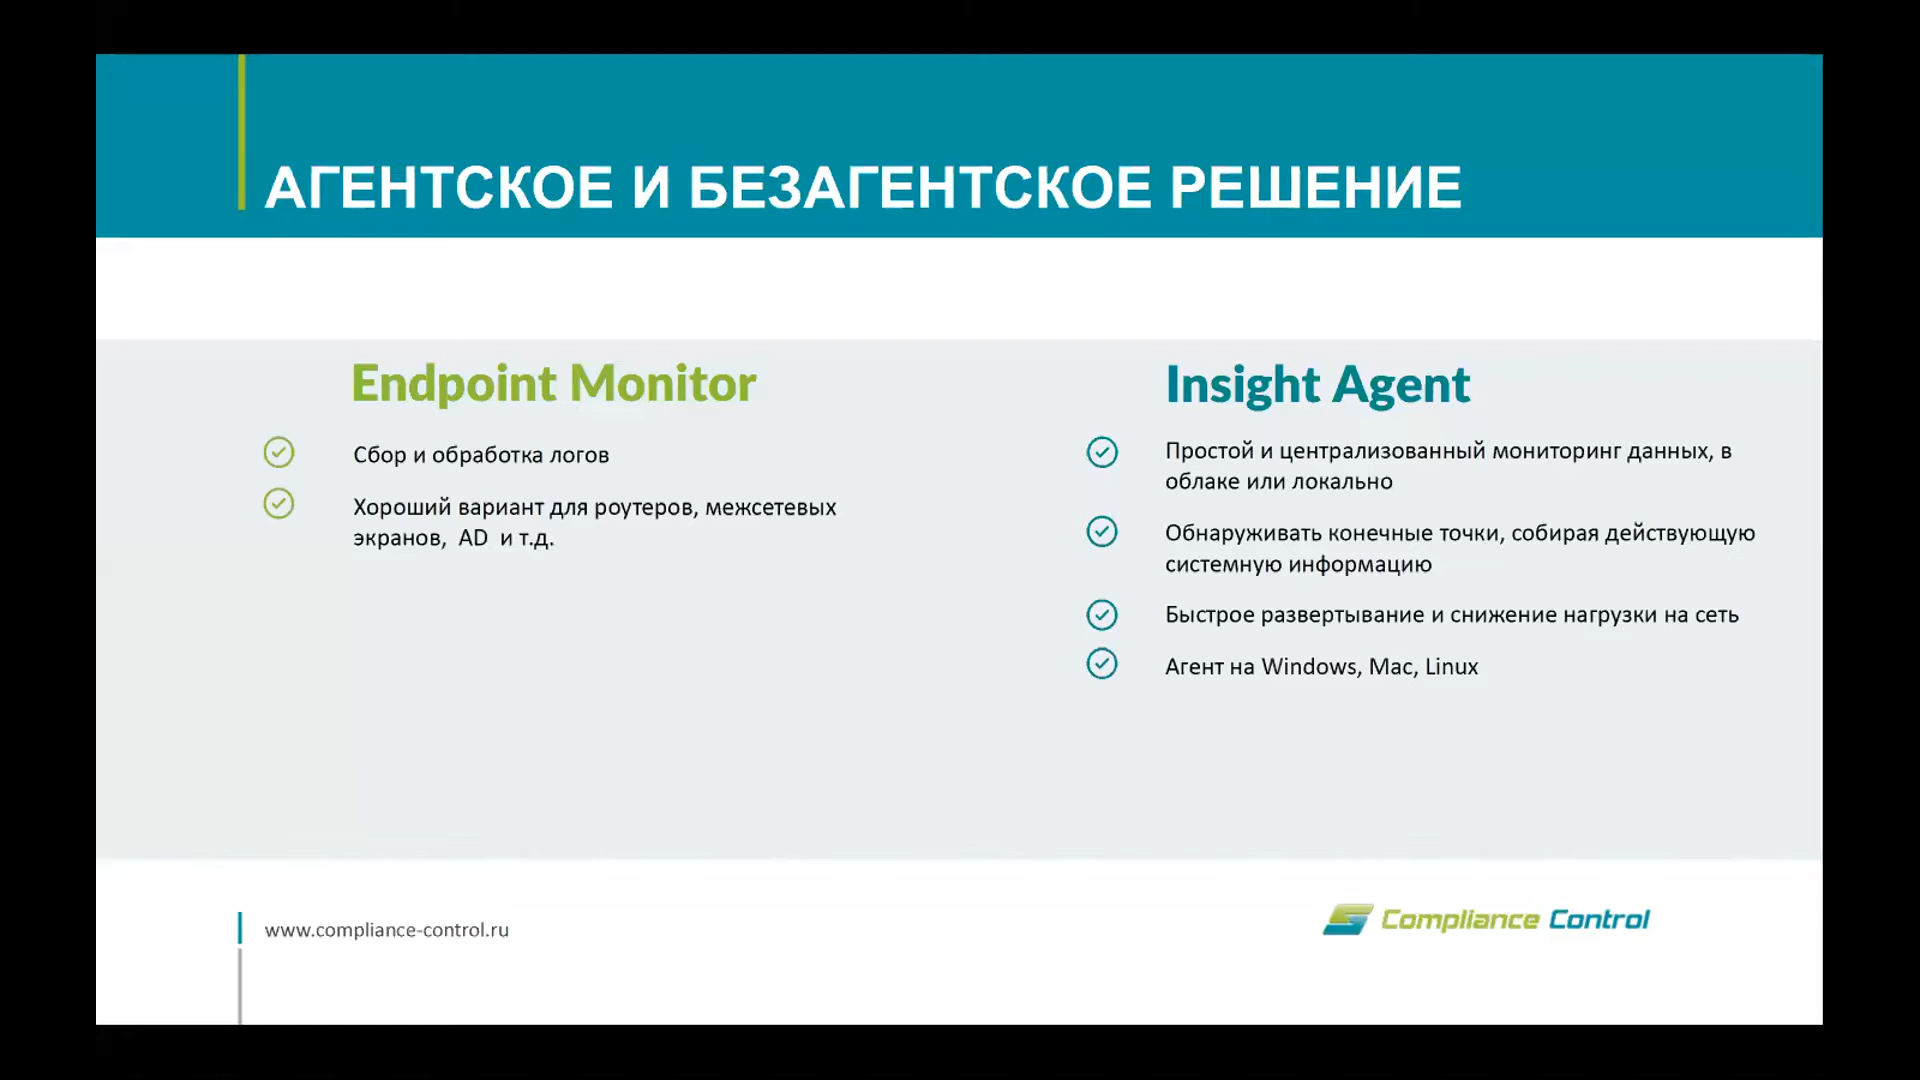 АГЕНТСКОЕ И БЕЗАГЕНТСКОЕ РЕШЕНИЕ
Endpoint Monitor
Сбор и обработка логов
Хороший вариант для роутеров, межсетевых
экранов, AD и т.д.
Insight Agent
Простой и централизованный мониторинг данных, в
облаке или локально
Обнаруживать конечные точки, собирая действующую
системную информацию
Быстрое развертывание и снижение нагрузки на сеть
Агент на Windows, Mac, Linux
www.compliance-control.ru
Compliance Control